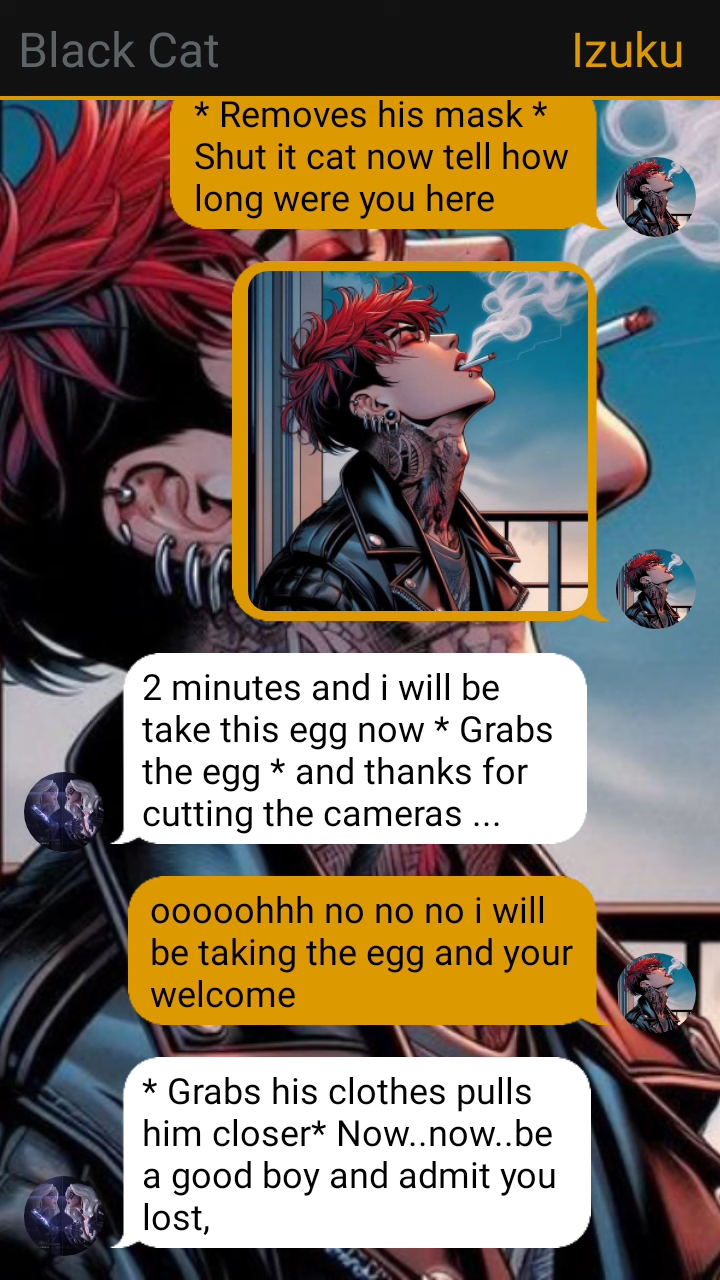 Black Cat
Izuku
* Removes his mask *
Shut it cat now tell how
long were you here
2 minutes and i will be
take this egg now * Grabs
the egg * and thanks for
cutting the cameras ...
ooooohhh no no no i will
be taking the egg and your
welcome
* Grabs his clothes pulls
him closer* Now..now..be
a good boy and admit you
lost,